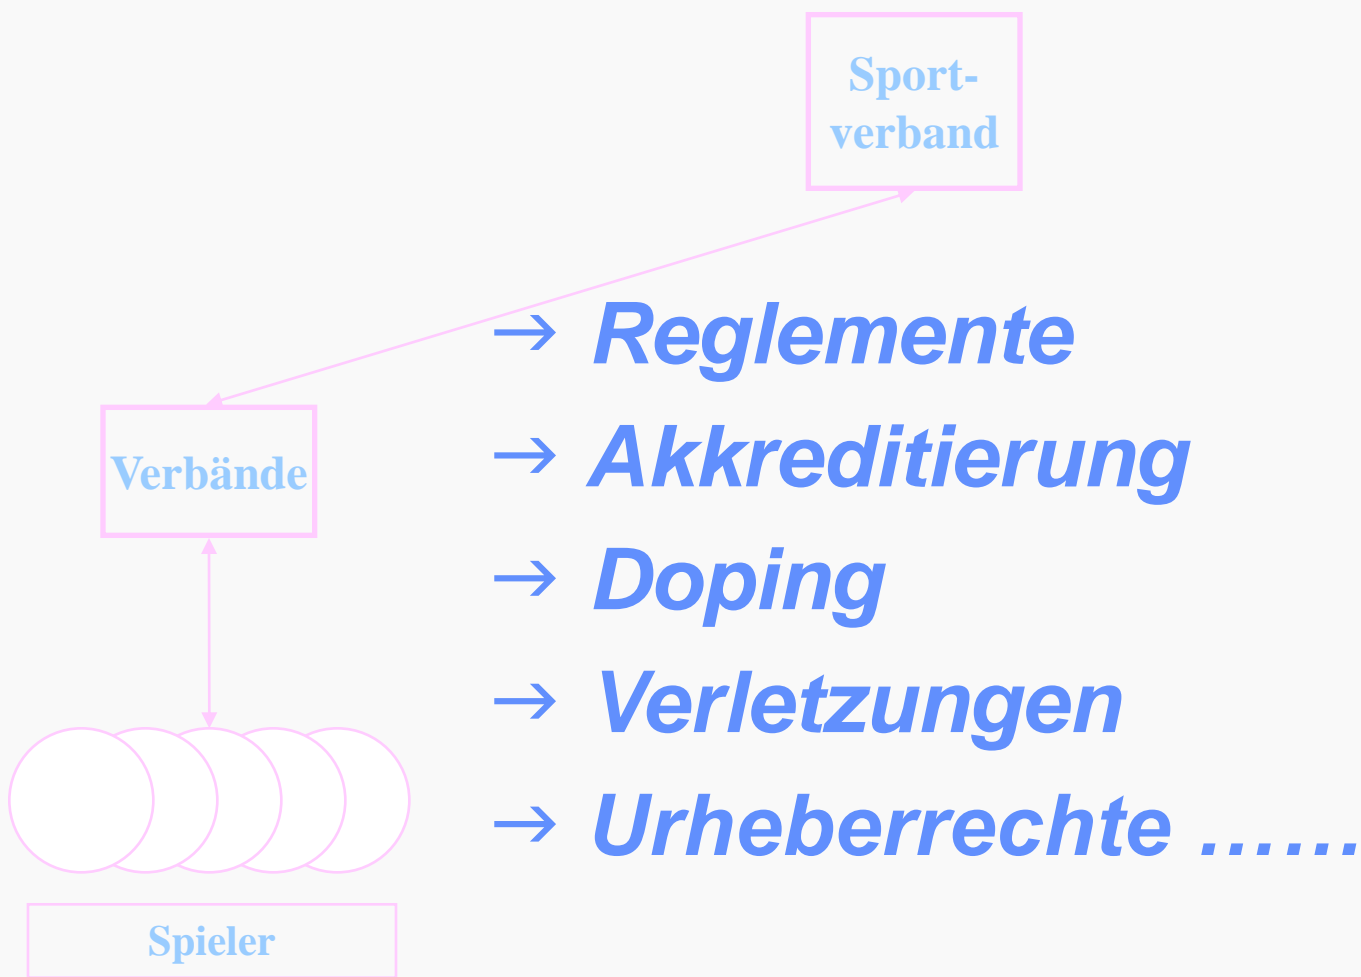 Sport-
verband
→ Reglemente
Verbände
→ Akkreditierung
→ Doping
→ Verletzungen
→ Urheberrechte ……
Spieler